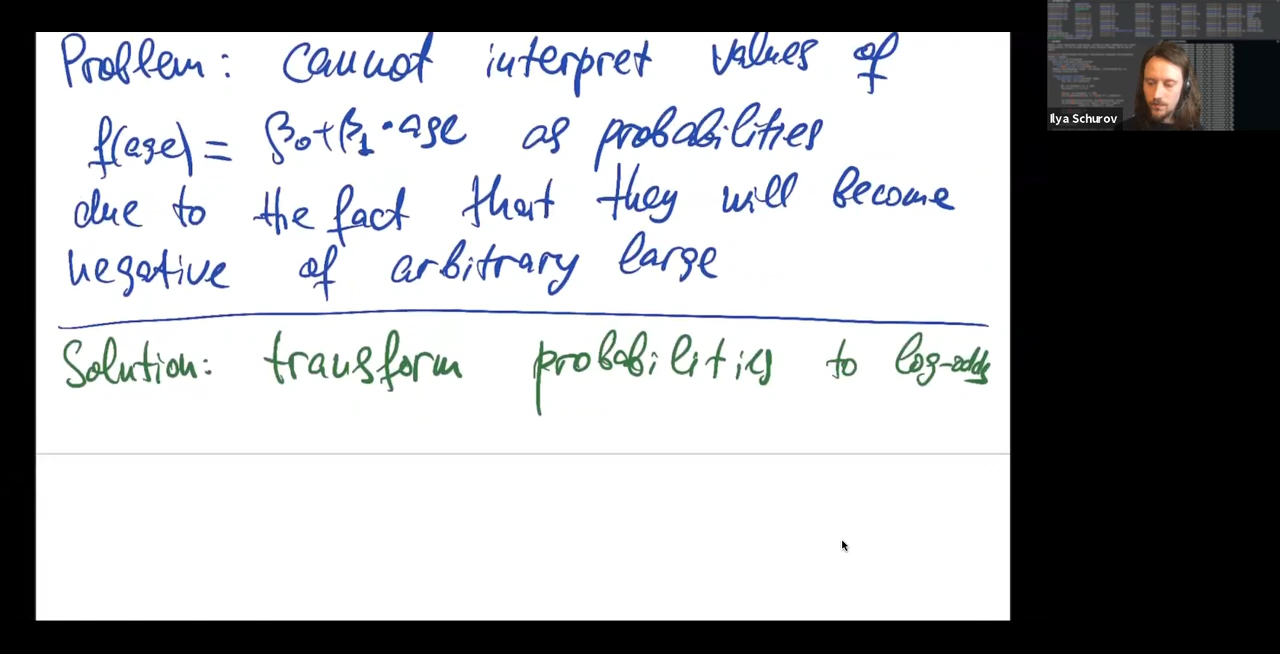 Problem: cannot interpret values of
f(age) = β₀+β₁•age as probabilities
due to the fact that they will become
negative of arbitrary large
Solution: transform probabilities to log-odds
Ilya Schurov